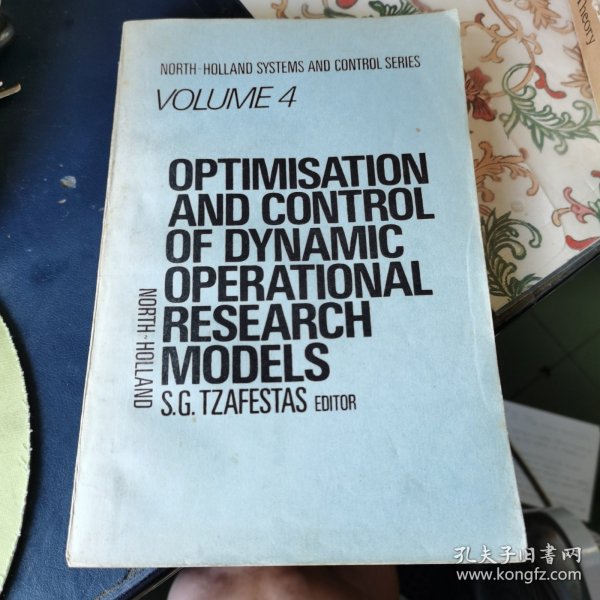 NORTH-HOLLAND SYSTEMS AND CONTROL SERIES
VOLUME 4
OPTIMISATION
AND CONTROL
OF DYNAMIC
OPERATIONAL
RESEARCH
MODELS
S.G. TZAFESTAS EDITOR
NORTH-HOLLAND
Theory
孔夫子旧书网
www.kongfz.com